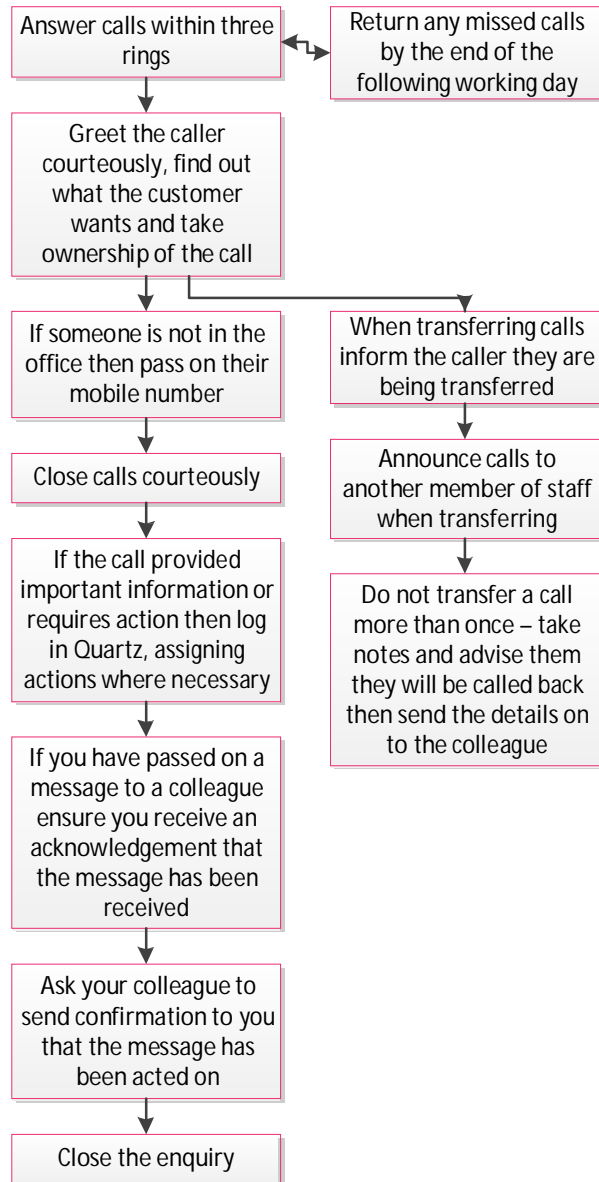 Answer calls within three
rings
Return any missed calls
by the end of the
following working day
Greet the caller
courteously, find out
what the customer
wants and take
ownership of the call
If someone is not in the
office then pass on their
mobile number
Close calls courteously
If the call provided
important information or
requires action then log
in Quartz, assigning
actions where necessary
If you have passed on a
message to a colleague
ensure you receive an
acknowledgement that
the message has been
received
Ask your colleague to
send confirmation to you
that the message has
been acted on
Close the enquiry
When transferring calls
inform the caller they are
being transferred
Announce calls to
another member of staff
when transferring
Do not transfer a call
more than once – take
notes and advise them
they will be called back
then send the details on
to the colleague